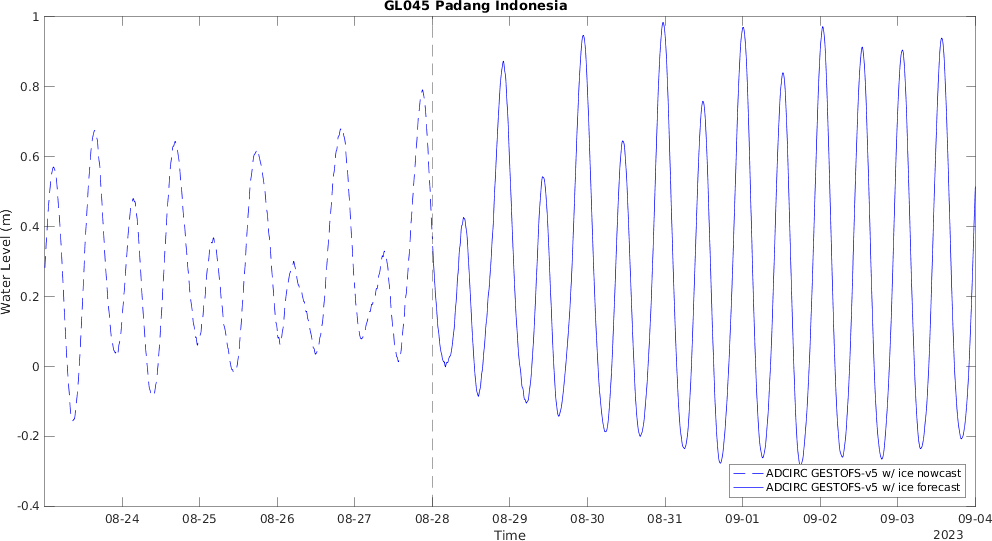 GL045 Padang Indonesia
1
0.8
0.6
0.4
0.2
0
-0.2
-0.4
Water Level (m)
ADCIRC GESTOFS-v5 w/ ice nowcast
ADCIRC GESTOFS-v5 w/ ice forecast
08-24 08-25 08-26 08-27 08-28 08-29 08-30 08-31 09-01 09-02 09-03 09-04
Time
2023